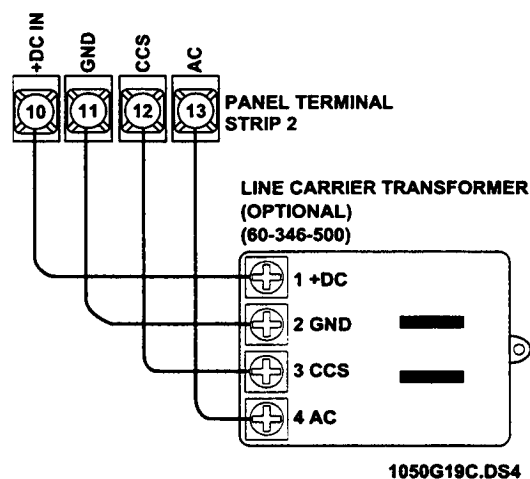 +DC IN
GND
CCS
AC
10
11
12
13
PANEL TERMINAL
STRIP 2
LINE CARRIER TRANSFORMER
(OPTIONAL)
(60-346-500)
1 +DC
2 GND
3 CCS
4 AC
1050G19C.DS4